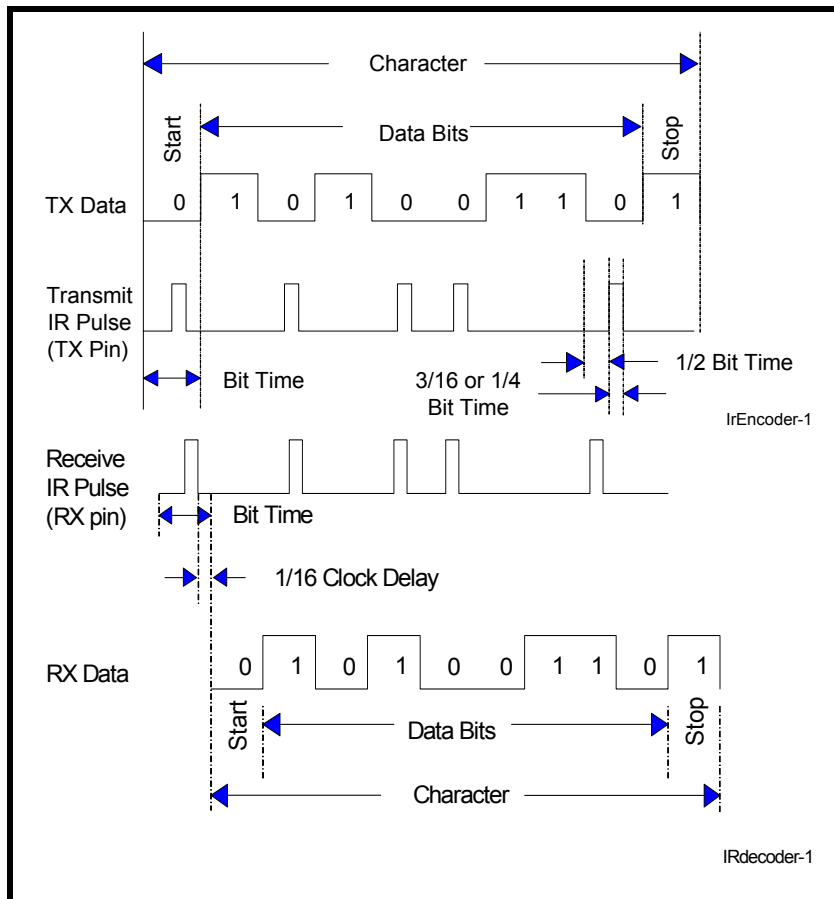 Character
Start
Data Bits
Stop
TX Data
0 1 0 1 0 0 1 1 0 1
Transmit
IR Pulse
(TX Pin)
Bit Time
3/16 or 1/4
Bit Time
1/2 Bit Time
IrEncoder-1
Receive
IR Pulse
(RX pin)
Bit Time
1/16 Clock Delay
RX Data
0 1 0 1 0 0 1 1 0 1
Start
Data Bits
Stop
Character
IRdecoder-1